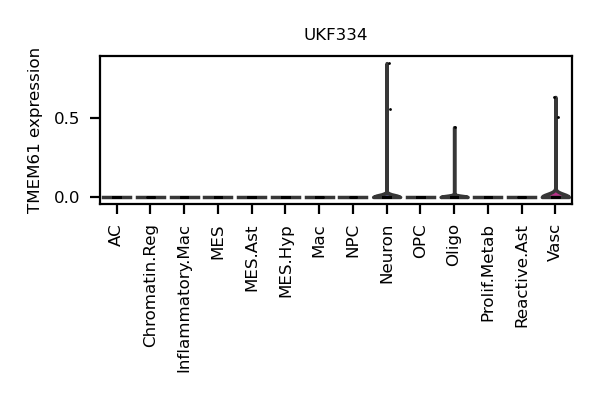 UKF334
TMEM61 expression
0.5
0.0
AC
Chromatin.Reg
Inflammatory.Mac
MES
MES.Ast
MES.Hyp
Mac
NPC
Neuron
OPC
Oligo
Prolif.Metab
Reactive.Ast
Vasc